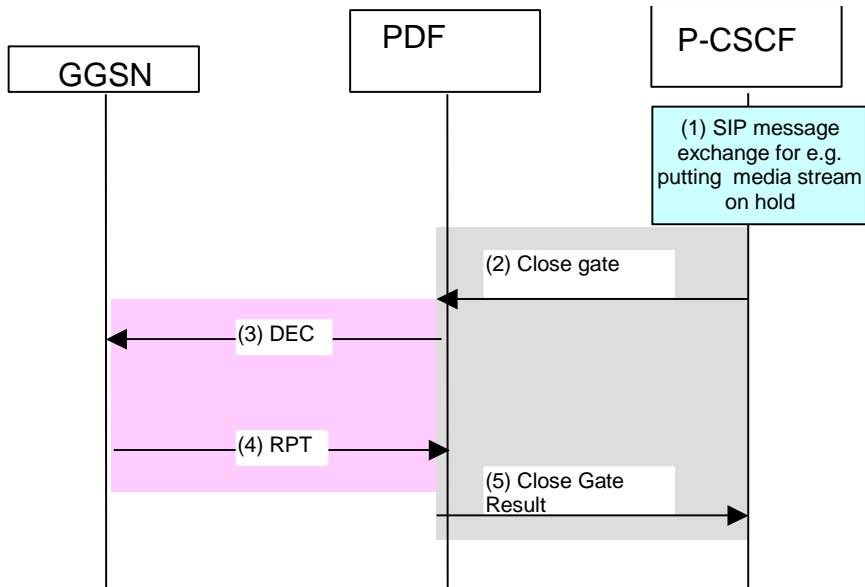 GGSN
PDF
P-CSCF
(1) SIP message
exchange for e.g.
putting media stream
on hold
(2) Close gate
(3) DEC
(4) RPT
(5) Close Gate
Result